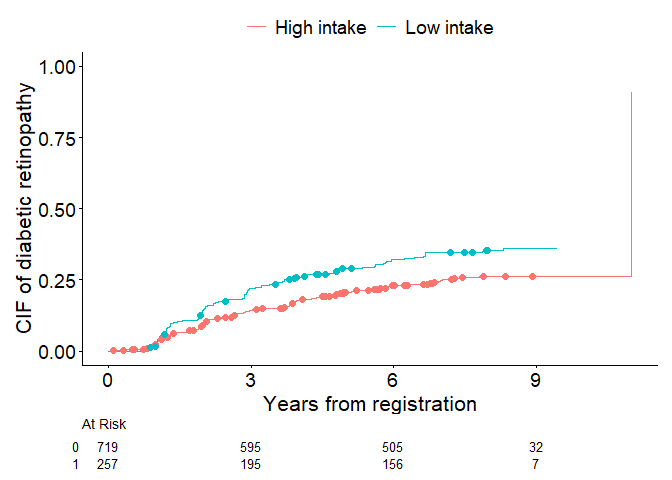 High intake Low intake
CIF of diabetic retinopathy
1.00
0.75
0.50
0.25
0.00
0 3 6 9
Years from registration
At Risk
0 719 595 505 32
1 257 195 156 7